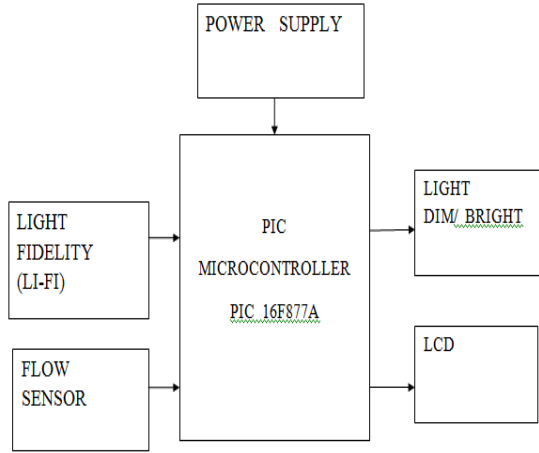 POWER SUPPLY
LIGHT
FIDELITY
(LI-FI)
FLOW
SENSOR
PIC
MICROCONTROLLER
PIC 16F877A
LIGHT
DIM/ BRIGHT
LCD